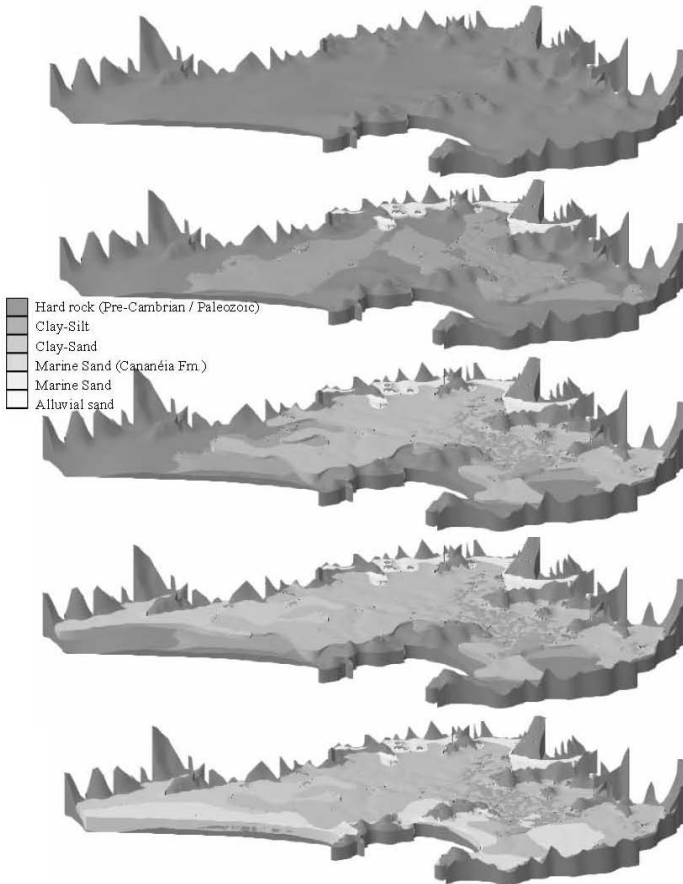 Hard rock (Pre-Cambrian / Paleozoic)
Clay-Silt
Clay-Sand
Marine Sand (Cananéia Fm.)
Marine Sand
Alluvial sand